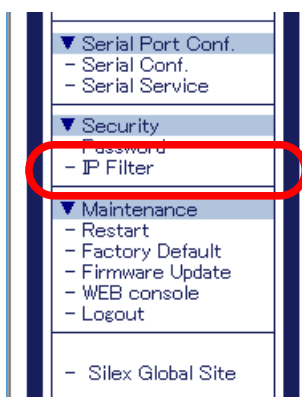 ▼ Serial Port Conf.
- Serial Conf.
- Serial Service
▼ Security
- Password
- IP Filter
▼ Maintenance
- Restart
- Factory Default
- Firmware Update
- WEB console
- Logout
- Silex Global Site